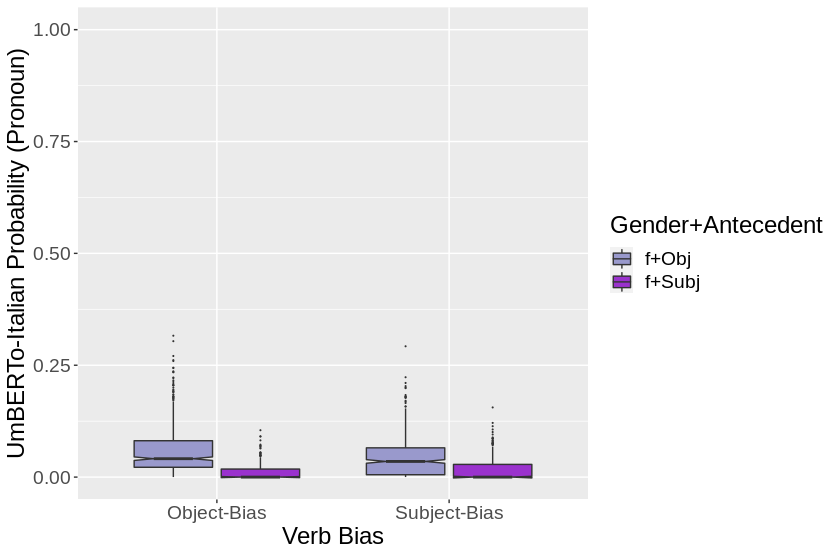 UmBERTo-Italian Probability (Pronoun)
1.00
0.75
0.50
0.25
0.00
Object-Bias
Subject-Bias
Verb Bias
Gender+Antecedent
f+Obj
f+Subj